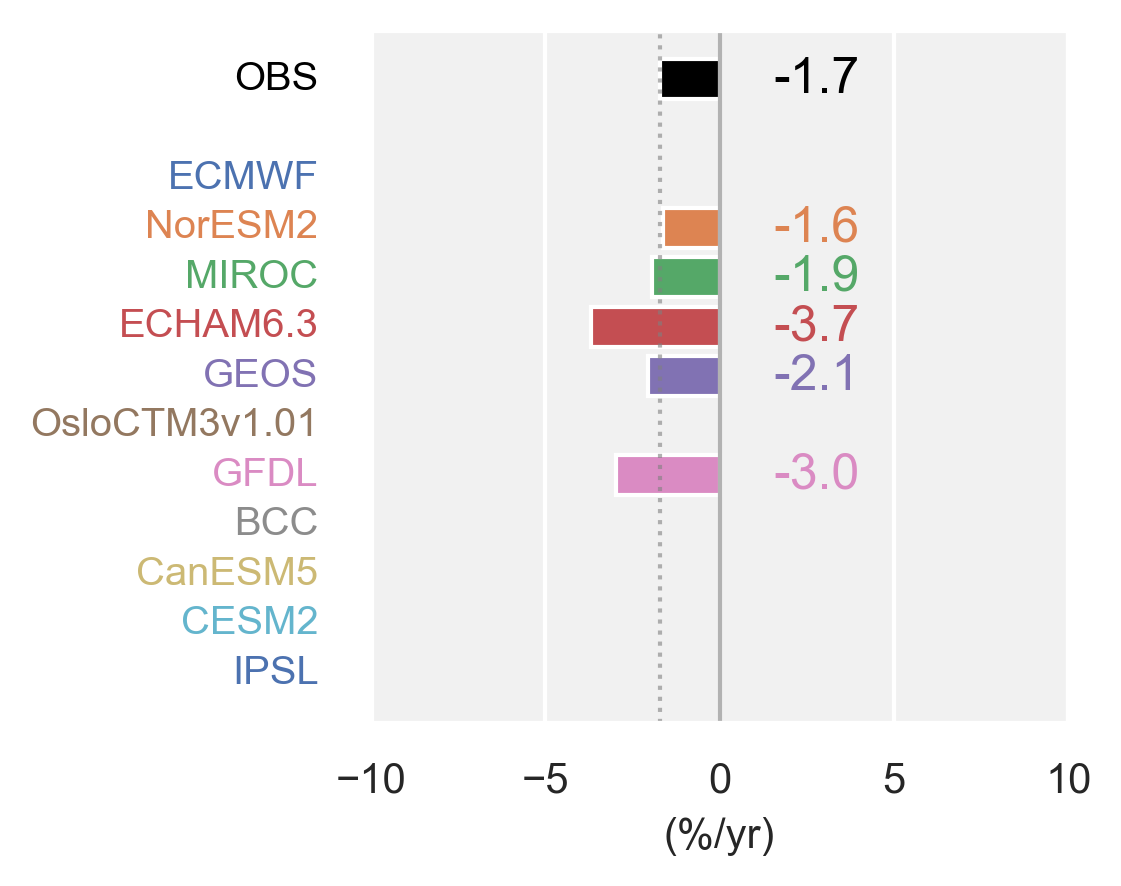 OBS -1.7
ECMWF
NorESM2 -1.6
MIROC -1.9
ECHAM6.3 -3.7
GEOS -2.1
OsloCTM3v1.01
GFDL -3.0
BCC
CanESM5
CESM2
IPSL
−10 −5 0 5 10
(%/yr)